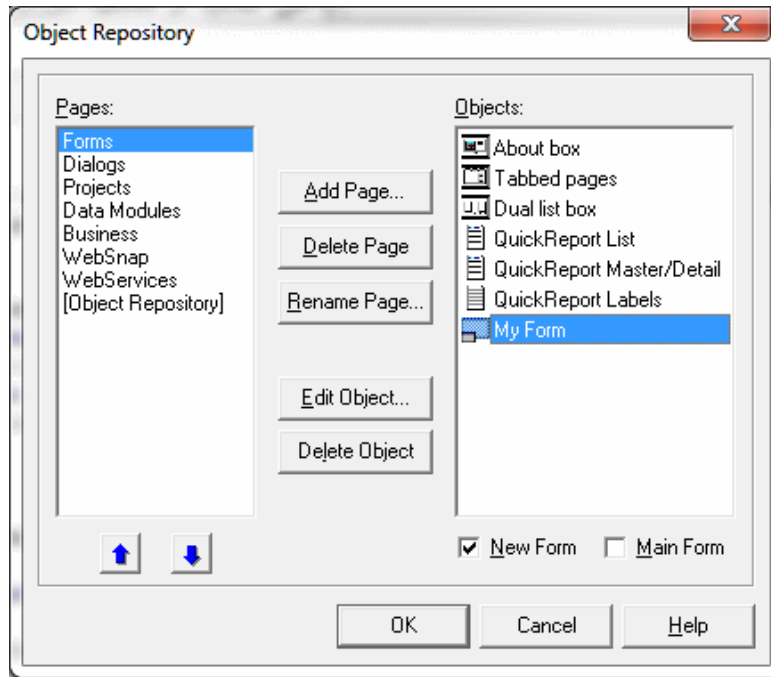 Object Repository
Pages:
Forms
Dialogs
Projects
Data Modules
Business
WebSnap
WebServices
[Object Repository]
Add Page...
Delete Page
Rename Page...
Edit Object...
Delete Object
Objects:
About box
Tabbed pages
Dual list box
QuickReport List
QuickReport Master/Detail
QuickReport Labels
My Form
New Form Main Form
OK Cancel Help